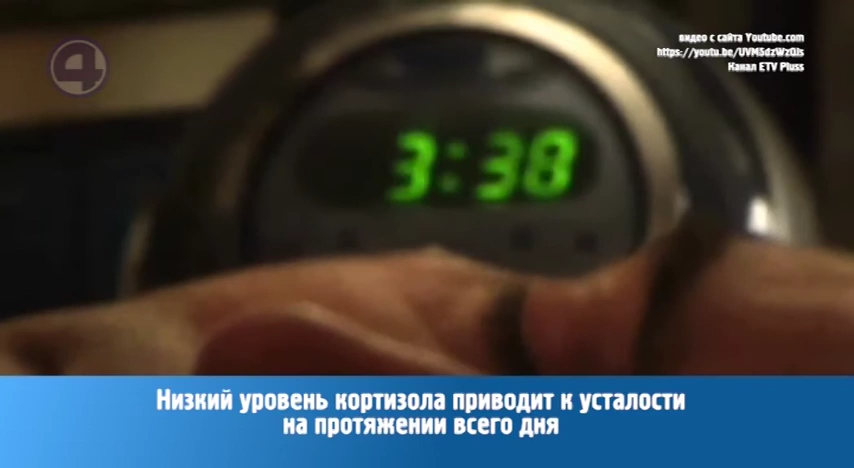 4
видео с сайта Youtube.com
https://youtu.be/UVM5dzWzOJs
Канал ETV Pluss
3:38
Низкий уровень кортизола приводит к усталости
на протяжении всего дня